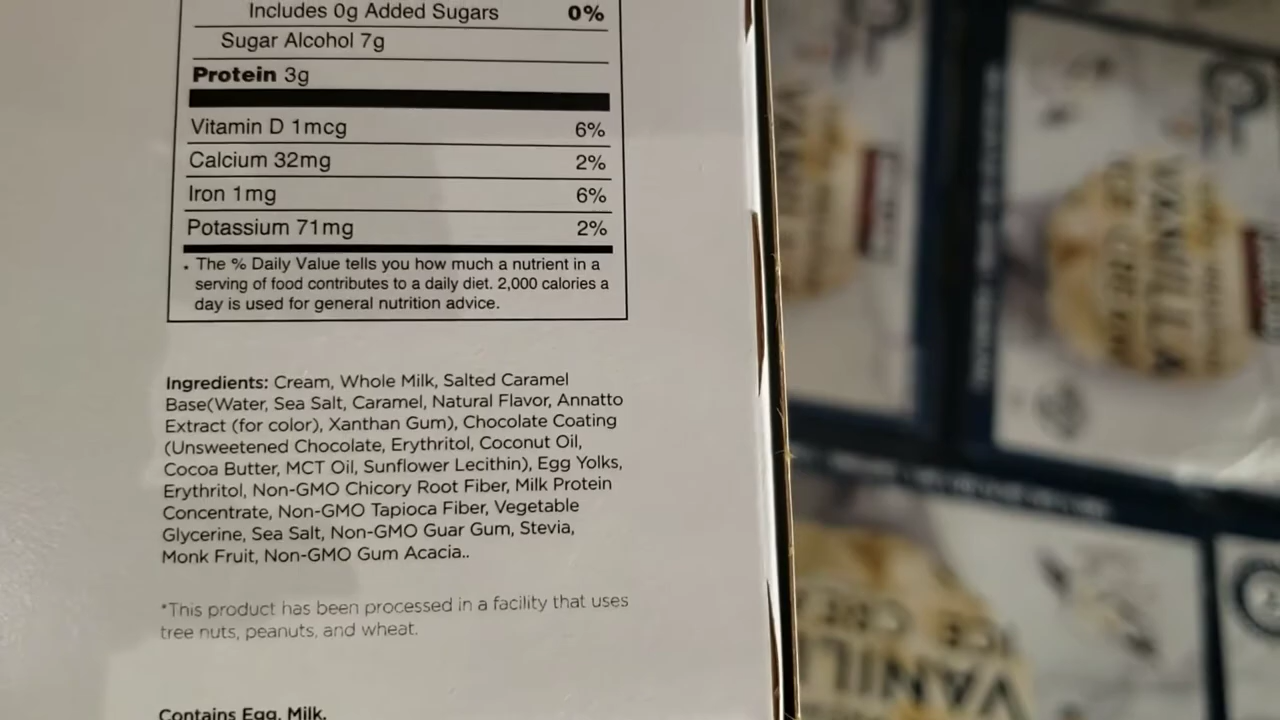 Includes 0g Added Sugars 0%
Sugar Alcohol 7g
Protein 3g
Vitamin D 1mcg 6%
Calcium 32mg 2%
Iron 1mg 6%
Potassium 71mg 2%
• The % Daily Value tells you how much a nutrient in a
serving of food contributes to a daily diet. 2,000 calories a
day is used for general nutrition advice.
Ingredients: Cream, Whole Milk, Salted Caramel
Base(Water, Sea Salt, Caramel, Natural Flavor, Annatto
Extract (for color), Xanthan Gum), Chocolate Coating
(Unsweetened Chocolate, Erythritol, Coconut Oil,
Cocoa Butter, MCT Oil, Sunflower Lecithin), Egg Yolks,
Erythritol, Non-GMO Chicory Root Fiber, Milk Protein
Concentrate, Non-GMO Tapioca Fiber, Vegetable
Glycerine, Sea Salt, Non-GMO Guar Gum, Stevia,
Monk Fruit, Non-GMO Gum Acacia..
*This product has been processed in a facility that uses
tree nuts, peanuts, and wheat.
Contains Egg, Milk.
VANILLA
ICE CREAM
ICE
VANIL